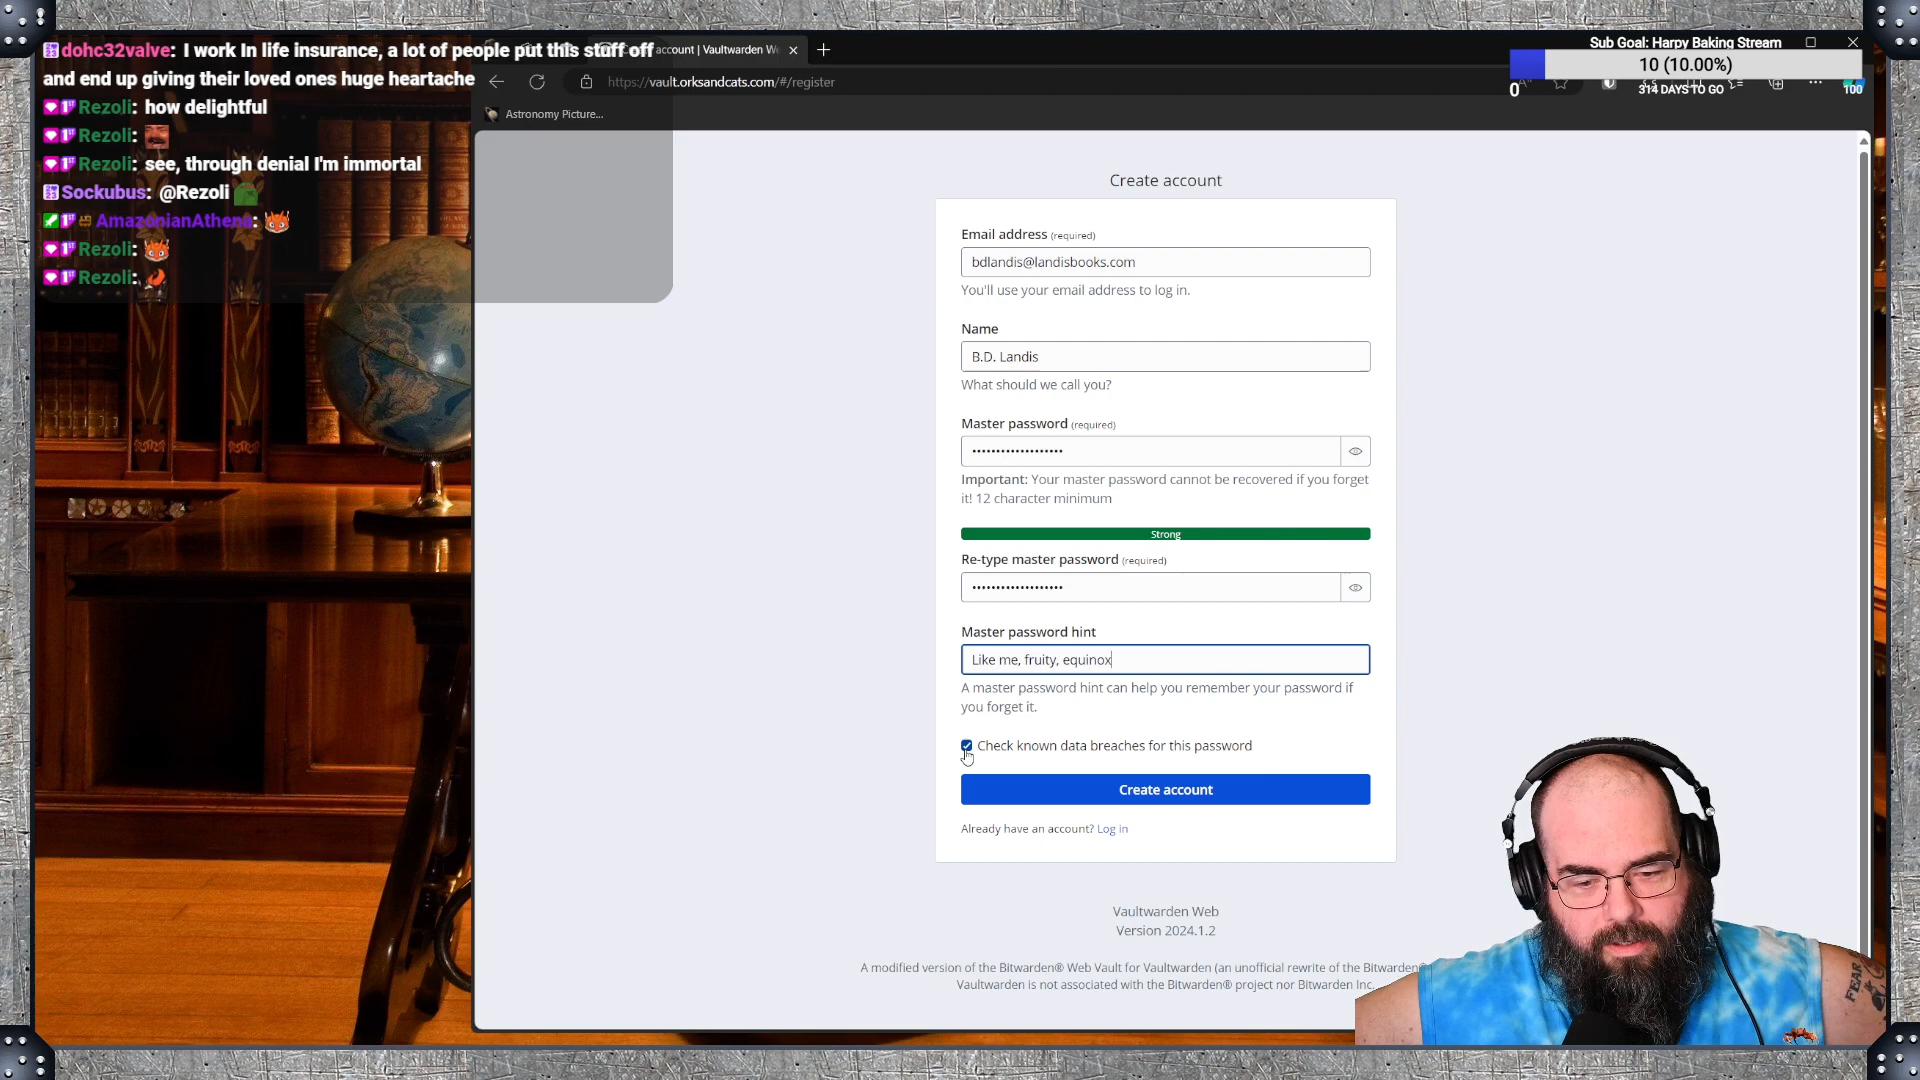 dohc32valve: I work In life insurance, a lot of people put this stuff off
and end up giving their loved ones huge heartache
Rezoli: how delightful
Rezoli:
Rezoli: see, through denial I'm immortal
Sockubus: @Rezoli
AmazonianAthena:
Rezoli:
Rezoli:
account | Vaultwarden W
https://vault.orksandcats.com/#/register
Astronomy Picture...
Sub Goal: Harpy Baking Stream
10 (10.00%)
0
314 DAYS TO GO
100
Create account
Email address (required)
bdlandis@landisbooks.com
You'll use your email address to log in.
Name
B.D. Landis
What should we call you?
Master password (required)
•••••••••••••••••••
Important: Your master password cannot be recovered if you forget
it! 12 character minimum
Strong
Re-type master password (required)
•••••••••••••••••••
Master password hint
Like me, fruity, equinox
A master password hint can help you remember your password if
you forget it.
Check known data breaches for this password
Create account
Already have an account? Log in
Vaultwarden Web
Version 2024.1.2
A modified version of the Bitwarden® Web Vault for Vaultwarden (an unofficial rewrite of the Bitwarden®
Vaultwarden is not associated with the Bitwarden® project nor Bitwarden Inc.
FEAR